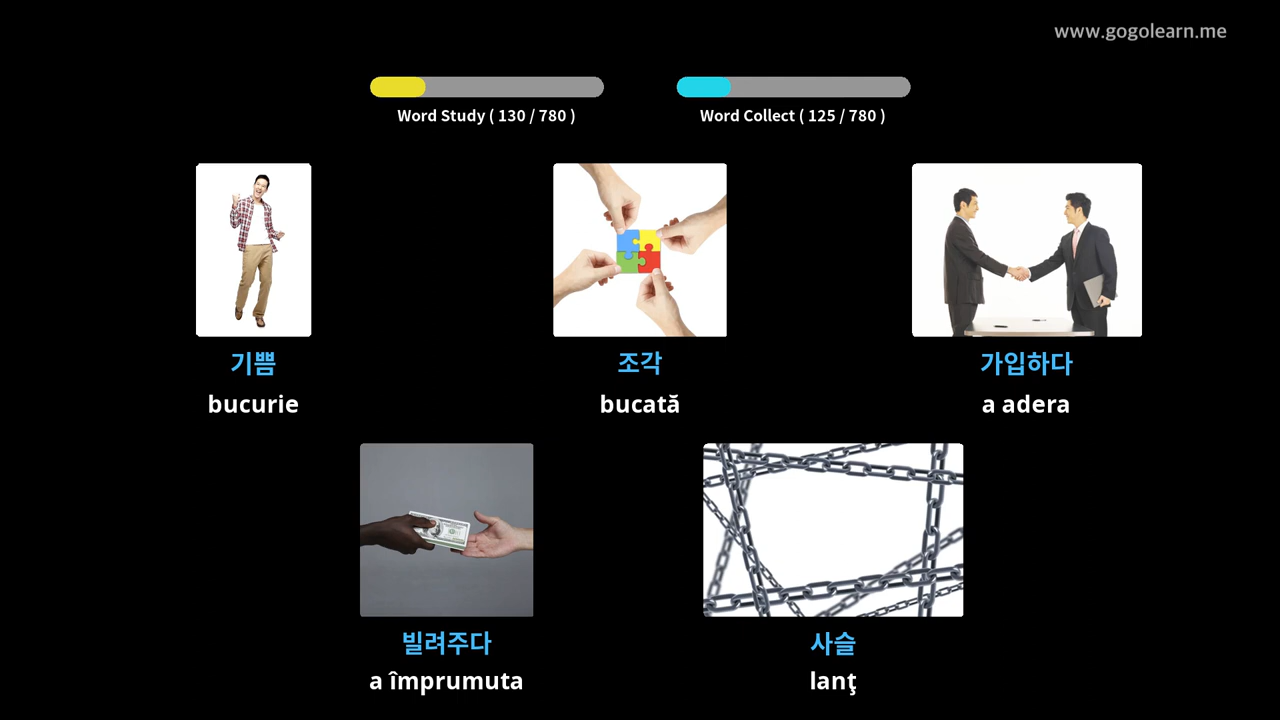 www.gogolearn.me
Word Study ( 130 / 780 )
Word Collect ( 125 / 780 )
기쁨
bucurie
조각
bucată
가입하다
a adera
빌려주다
a împrumuta
사슬
lanţ